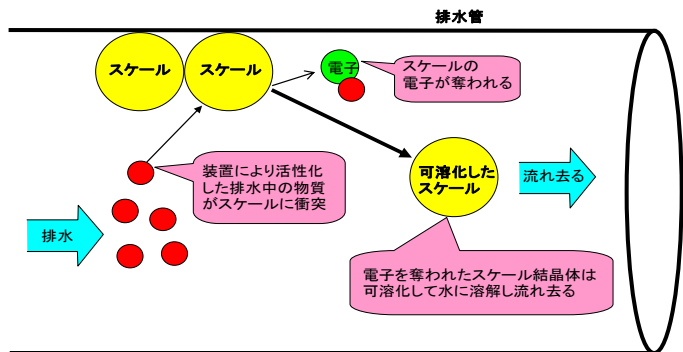 排水管
スケール
スケール
電子
スケールの
電子が奪われる
装置により活性化
した排水中の物質
がスケールに衝突
可溶化した
スケール
流れ去る
排水
電子を奪われたスケール結晶体は
可溶化して水に溶解し流れ去る